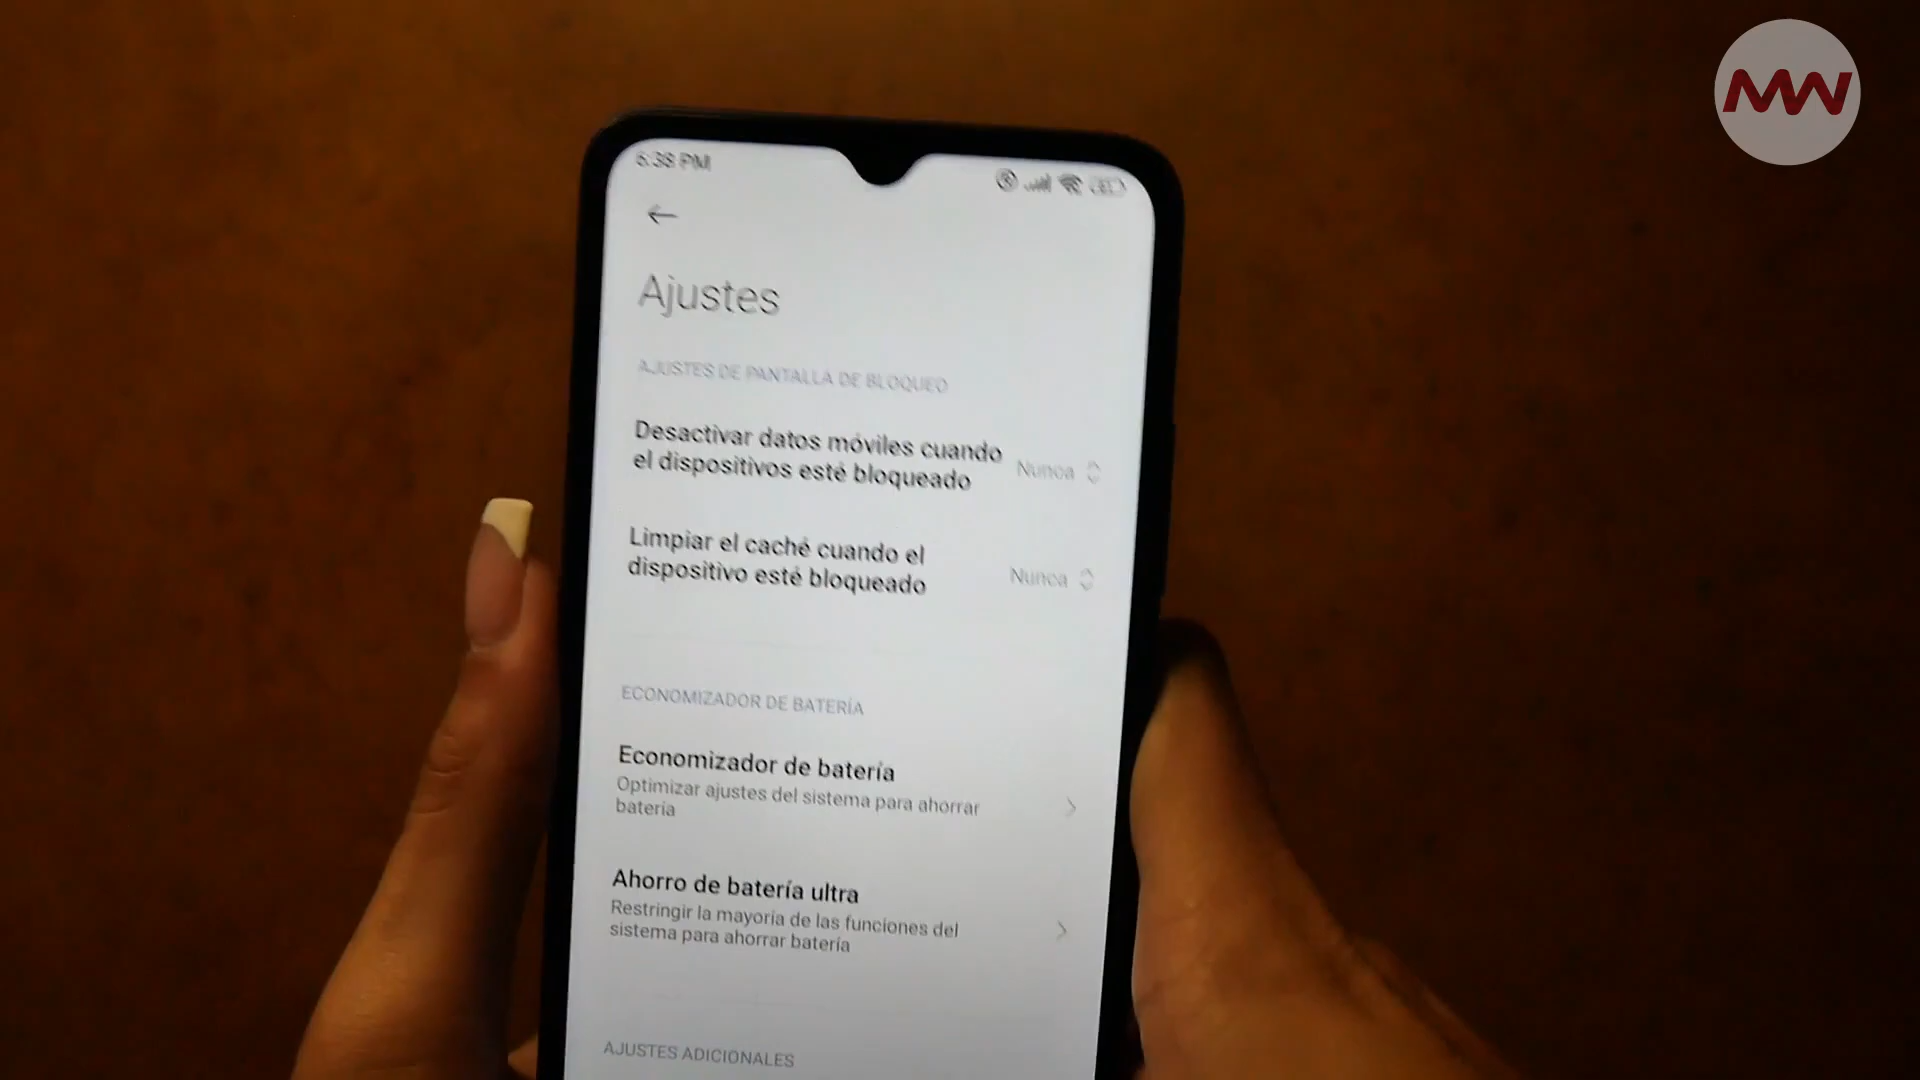 MW
6:38 PM
Ajustes
AJUSTES DE PANTALLA DE BLOQUEO
Desactivar datos móviles cuando
el dispositivos esté bloqueado
Nunca
Limpiar el caché cuando el
dispositivo esté bloqueado
Nunca
ECONOMIZADOR DE BATERÍA
Economizador de batería
Optimizar ajustes del sistema para ahorrar
batería
Ahorro de batería ultra
Restringir la mayoría de las funciones del
sistema para ahorrar batería
AJUSTES ADICIONALES